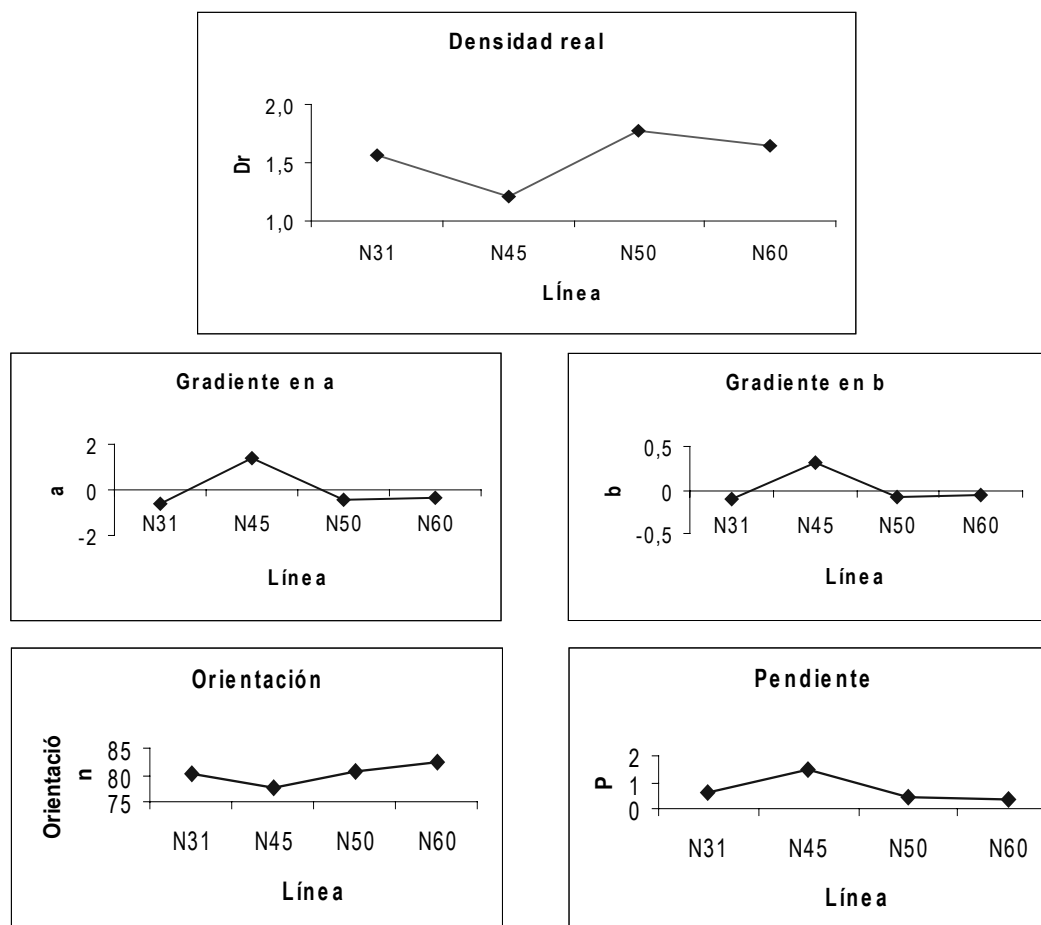 Densidad real
2,0
1,5
1,0
Dr
N31 N45 N50 N60
LÍnea
Gradiente en a
2
0
-2
a
N31 N45 N50 N60
Línea
Gradiente en b
0,5
0
-0,5
b
N31 N45 N50 N60
Línea
Orientación
85
80
75
Orientació
n
N31 N45 N50 N60
Línea
Pendiente
2
1
0
P
N31 N45 N50 N60
Línea